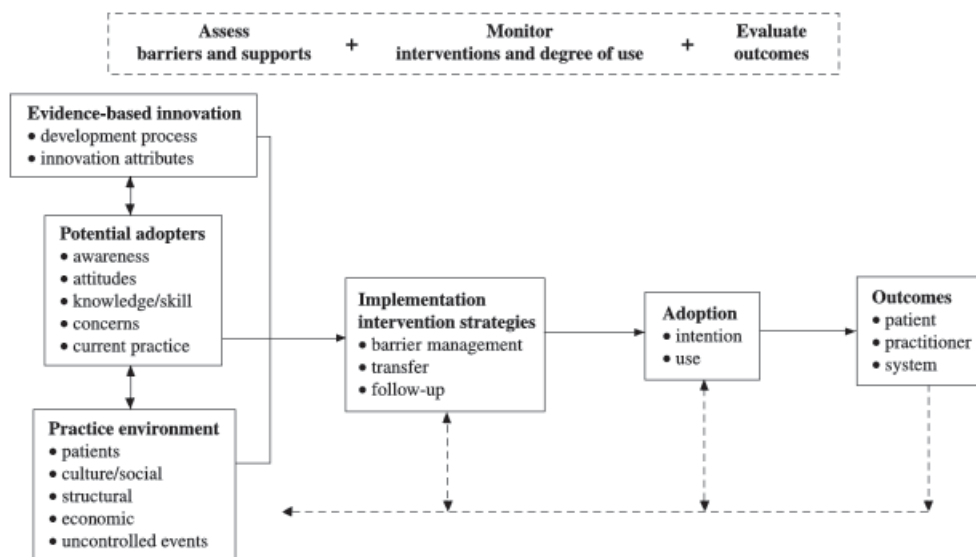 Assess + Monitor + Evaluate
barriers and supports interventions and degree of use outcomes
Evidence-based innovation
• development process
• innovation attributes
Potential adopters
• awareness
• attitudes
• knowledge/skill
• concerns
• current practice
Practice environment
• patients
• culture/social
• structural
• economic
• uncontrolled events
Implementation
intervention strategies
• barrier management
• transfer
• follow-up
Adoption
• intention
• use
Outcomes
• patient
• practitioner
• system